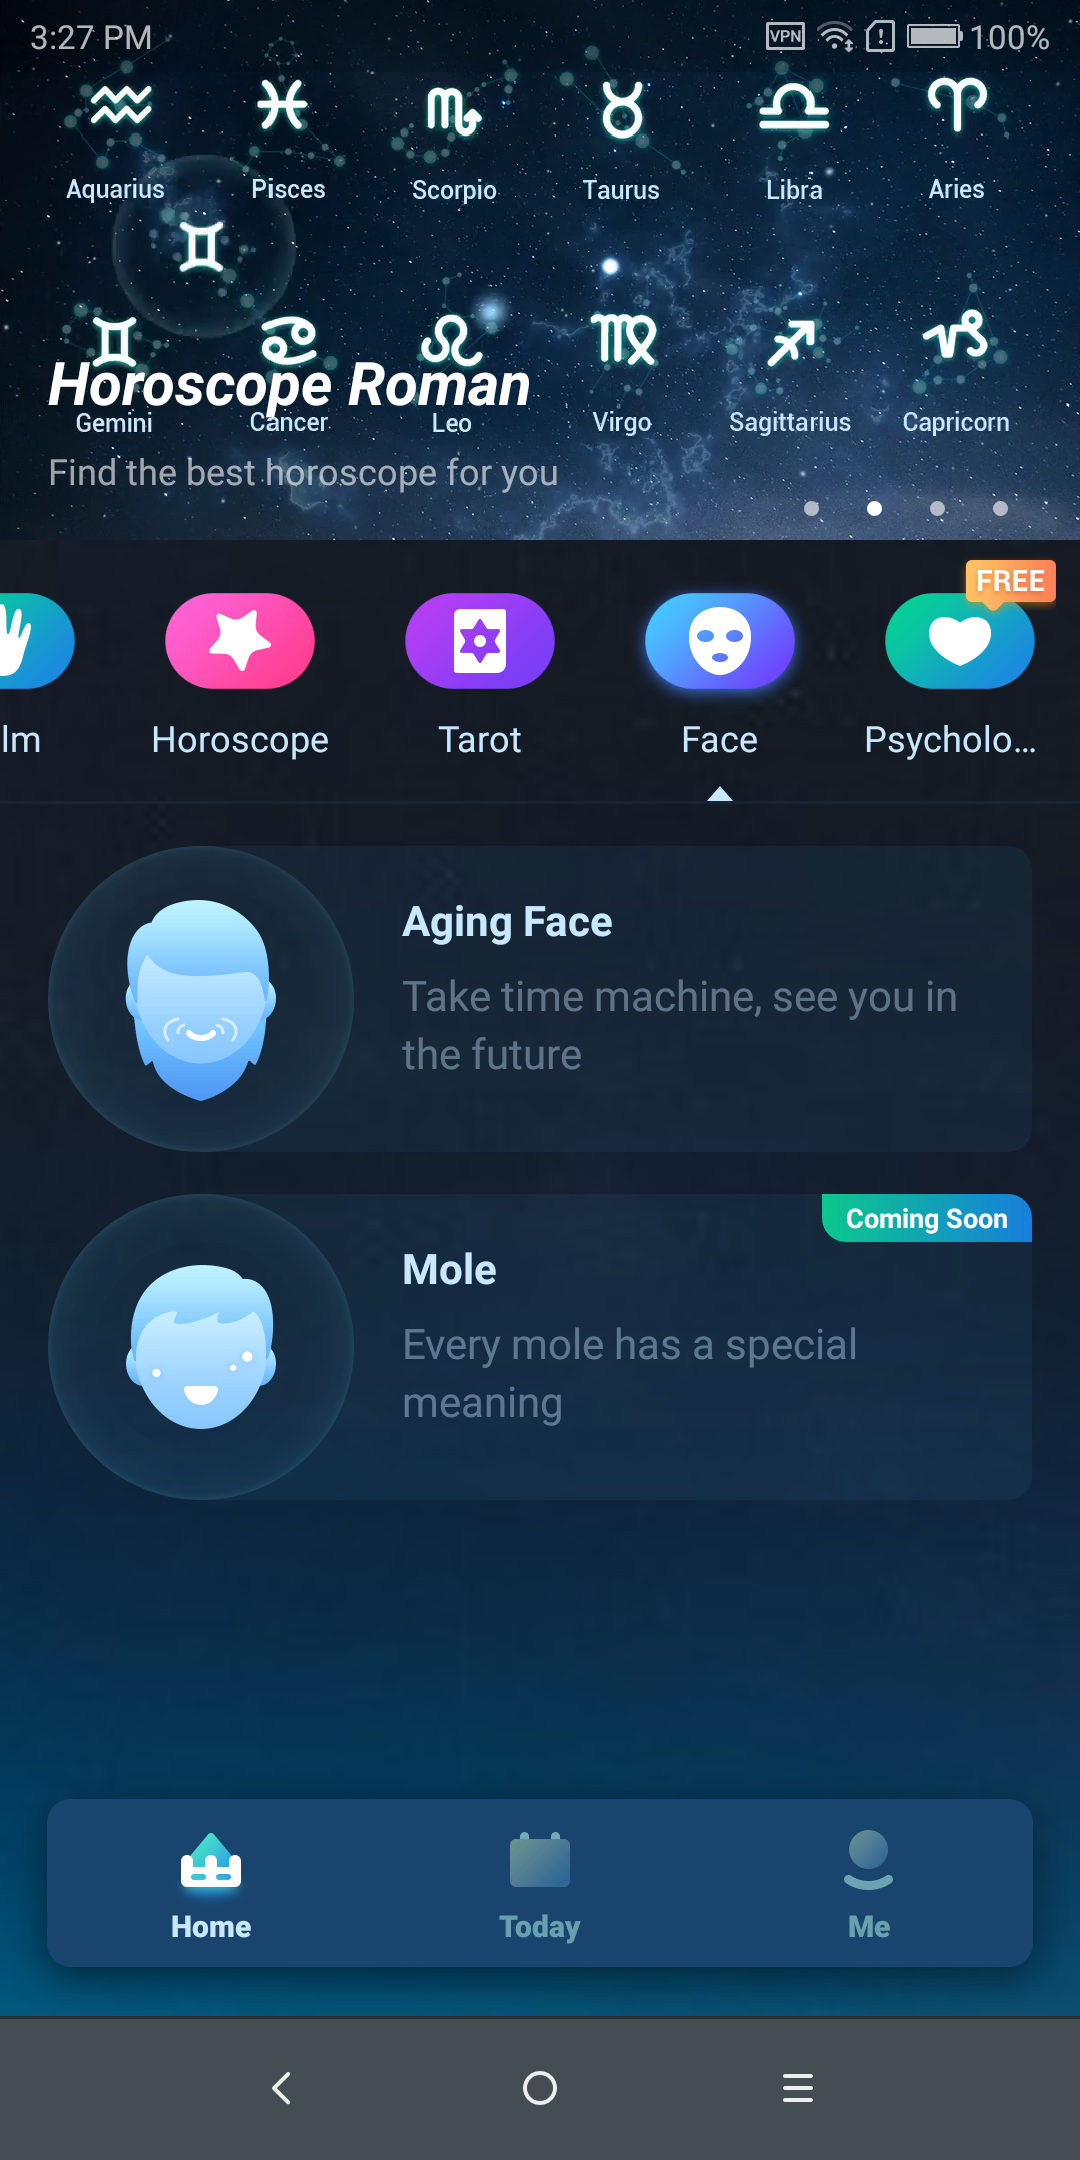 3:27 PM
VPN
100%
Aquarius
Pisces
Scorpio
Taurus
Libra
Aries
Gemini
Cancer
Leo
Virgo
Sagittarius
Capricorn
Horoscope Roman
Find the best horoscope for you
FREE
lm
Horoscope
Tarot
Face
Psycholo...
Aging Face
Take time machine, see you in
the future
Coming Soon
Mole
Every mole has a special
meaning
Home
Today
Me